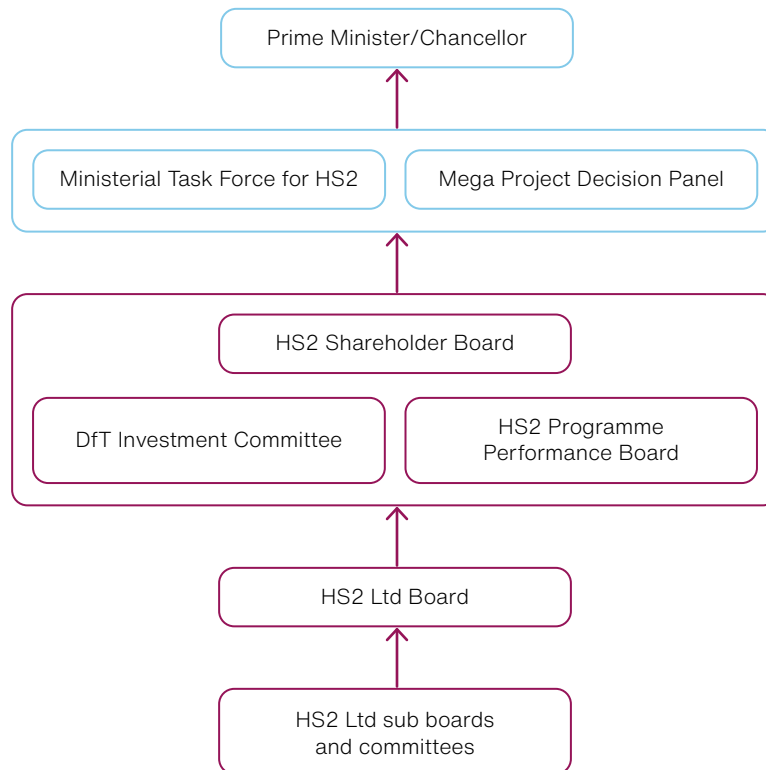 Prime Minister/Chancellor
Ministerial Task Force for HS2
Mega Project Decision Panel
HS2 Shareholder Board
DfT Investment Committee
HS2 Programme
Performance Board
HS2 Ltd Board
HS2 Ltd sub boards
and committees